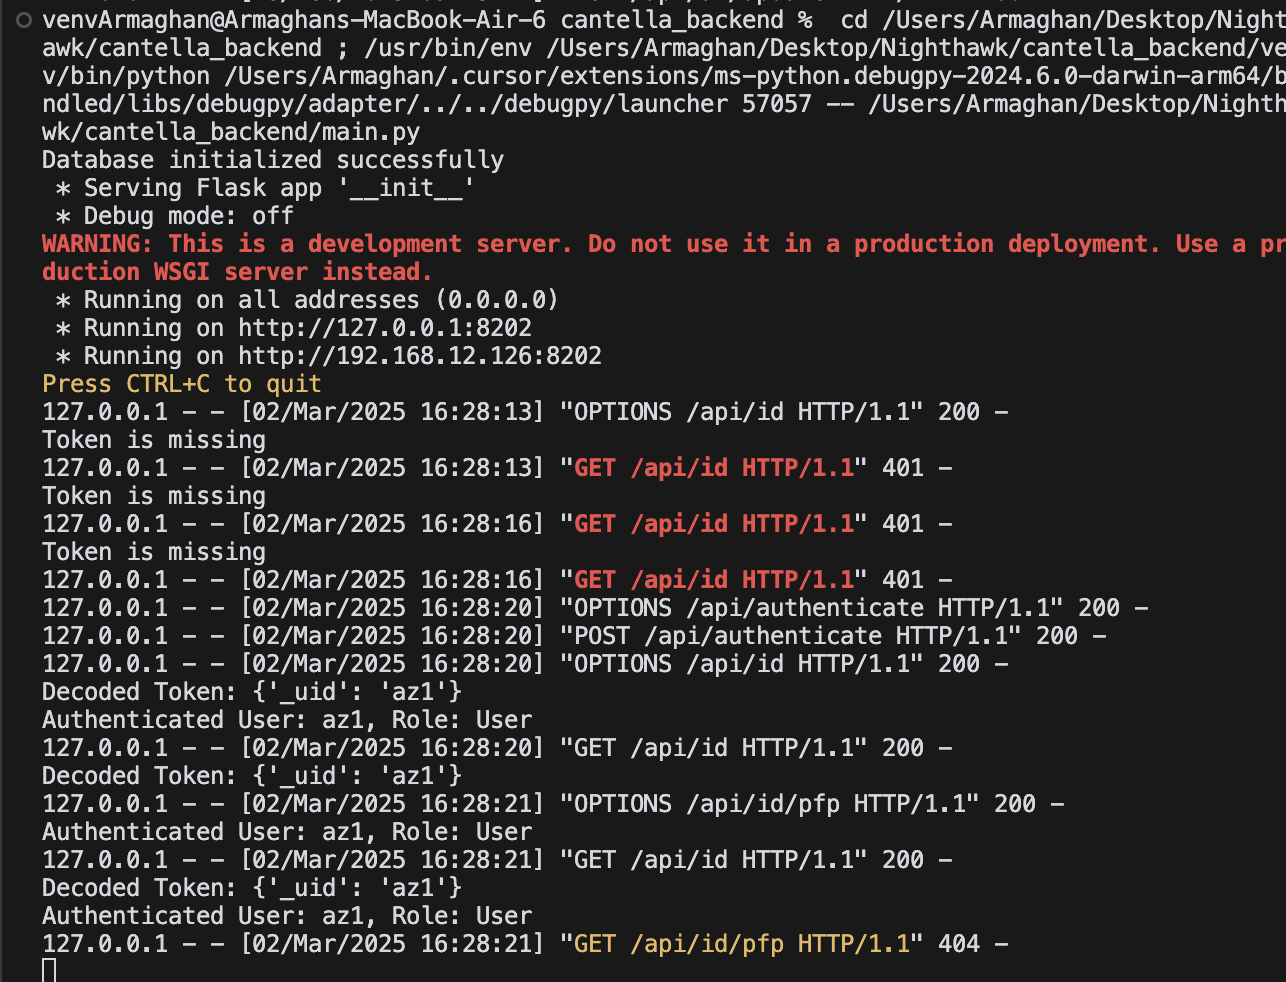 venvArmaghan@Armaghans-MacBook-Air-6 cantella_backend %  cd /Users/Armaghan/Desktop/Night
awk/cantella_backend ; /usr/bin/env /Users/Armaghan/Desktop/Nighthawk/cantella_backend/ve
v/bin/python /Users/Armaghan/.cursor/extensions/ms-python.debugpy-2024.6.0-darwin-arm64/b
ndled/libs/debugpy/adapter/../../debugpy/launcher 57057 -- /Users/Armaghan/Desktop/Nighth
wk/cantella_backend/main.py
Database initialized successfully
 * Serving Flask app '__init__'
 * Debug mode: off
WARNING: This is a development server. Do not use it in a production deployment. Use a pr
duction WSGI server instead.
 * Running on all addresses (0.0.0.0)
 * Running on http://127.0.0.1:8202
 * Running on http://192.168.12.126:8202
Press CTRL+C to quit
127.0.0.1 - - [02/Mar/2025 16:28:13] "OPTIONS /api/id HTTP/1.1" 200 -
Token is missing
127.0.0.1 - - [02/Mar/2025 16:28:13] "GET /api/id HTTP/1.1" 401 -
Token is missing
127.0.0.1 - - [02/Mar/2025 16:28:16] "GET /api/id HTTP/1.1" 401 -
Token is missing
127.0.0.1 - - [02/Mar/2025 16:28:16] "GET /api/id HTTP/1.1" 401 -
127.0.0.1 - - [02/Mar/2025 16:28:20] "OPTIONS /api/authenticate HTTP/1.1" 200 -
127.0.0.1 - - [02/Mar/2025 16:28:20] "POST /api/authenticate HTTP/1.1" 200 -
127.0.0.1 - - [02/Mar/2025 16:28:20] "OPTIONS /api/id HTTP/1.1" 200 -
Decoded Token: {'_uid': 'az1'}
Authenticated User: az1, Role: User
127.0.0.1 - - [02/Mar/2025 16:28:20] "GET /api/id HTTP/1.1" 200 -
Decoded Token: {'_uid': 'az1'}
127.0.0.1 - - [02/Mar/2025 16:28:21] "OPTIONS /api/id/pfp HTTP/1.1" 200 -
Authenticated User: az1, Role: User
127.0.0.1 - - [02/Mar/2025 16:28:21] "GET /api/id HTTP/1.1" 200 -
Decoded Token: {'_uid': 'az1'}
Authenticated User: az1, Role: User
127.0.0.1 - - [02/Mar/2025 16:28:21] "GET /api/id/pfp HTTP/1.1" 404 -